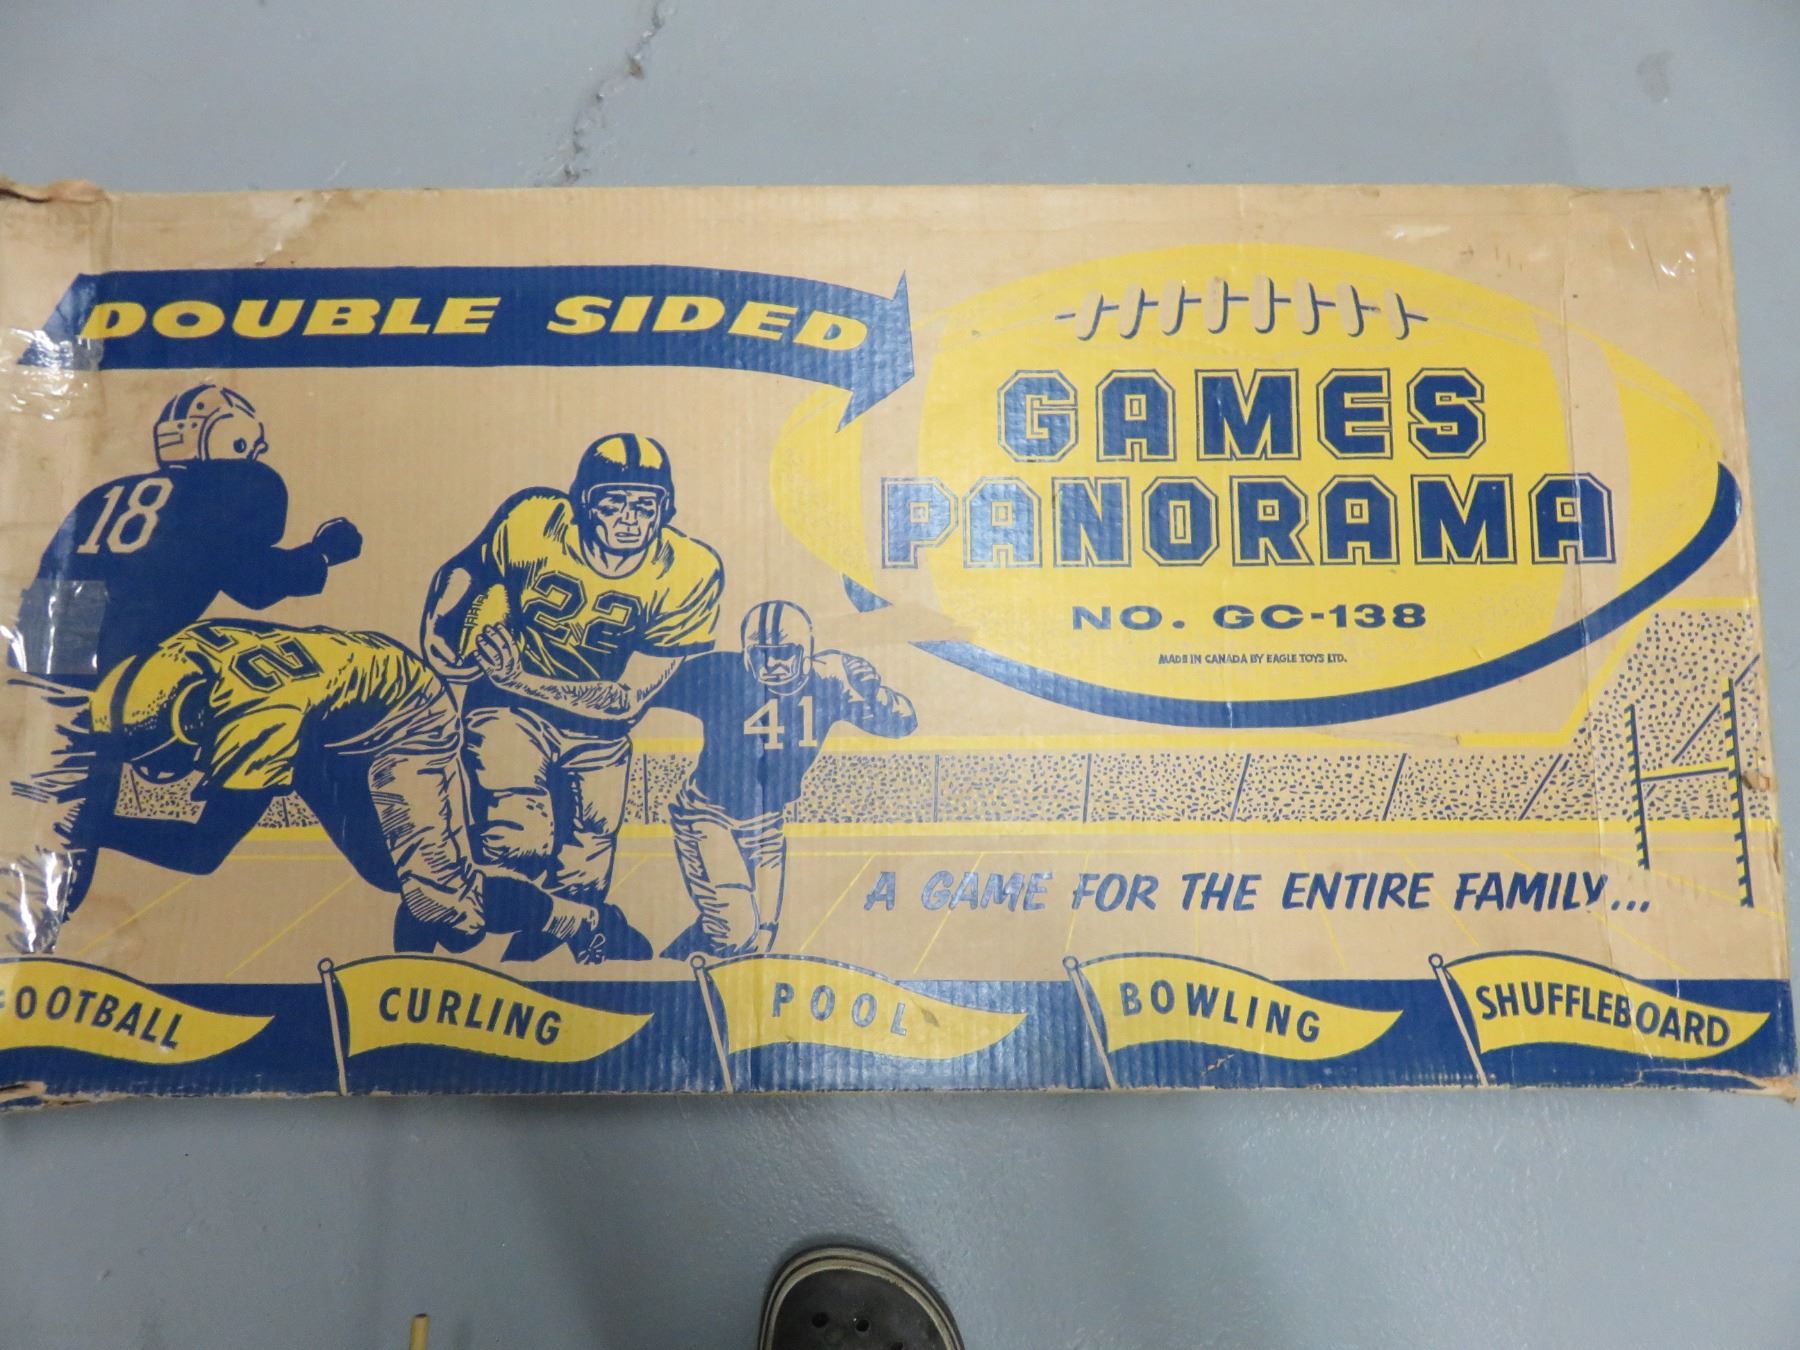 DOUBLE SIDED
GAMES
PANORAMA
NO. GC-138
MADE IN CANADA BY EAGLE TOYS LTD.
18
22
22
41
A GAME FOR THE ENTIRE FAMILY...
FOOTBALL
CURLING
POOL
BOWLING
SHUFFLEBOARD